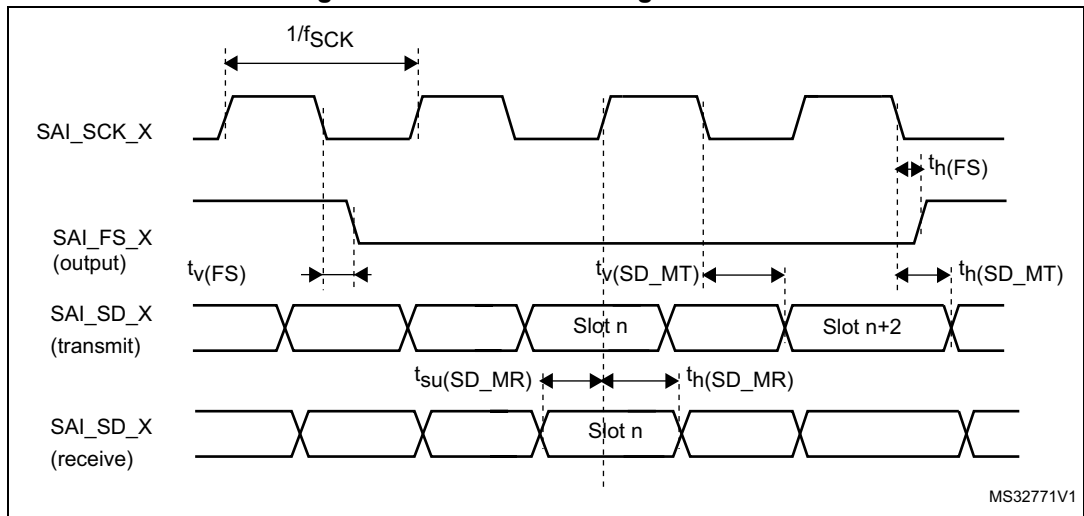 1/fSCK
SAI_SCK_X
th(FS)
SAI_FS_X
(output)
tv(FS)
tv(SD_MT)
th(SD_MT)
SAI_SD_X
(transmit)
Slot n
Slot n+2
tsu(SD_MR)
th(SD_MR)
SAI_SD_X
(receive)
Slot n
MS32771V1